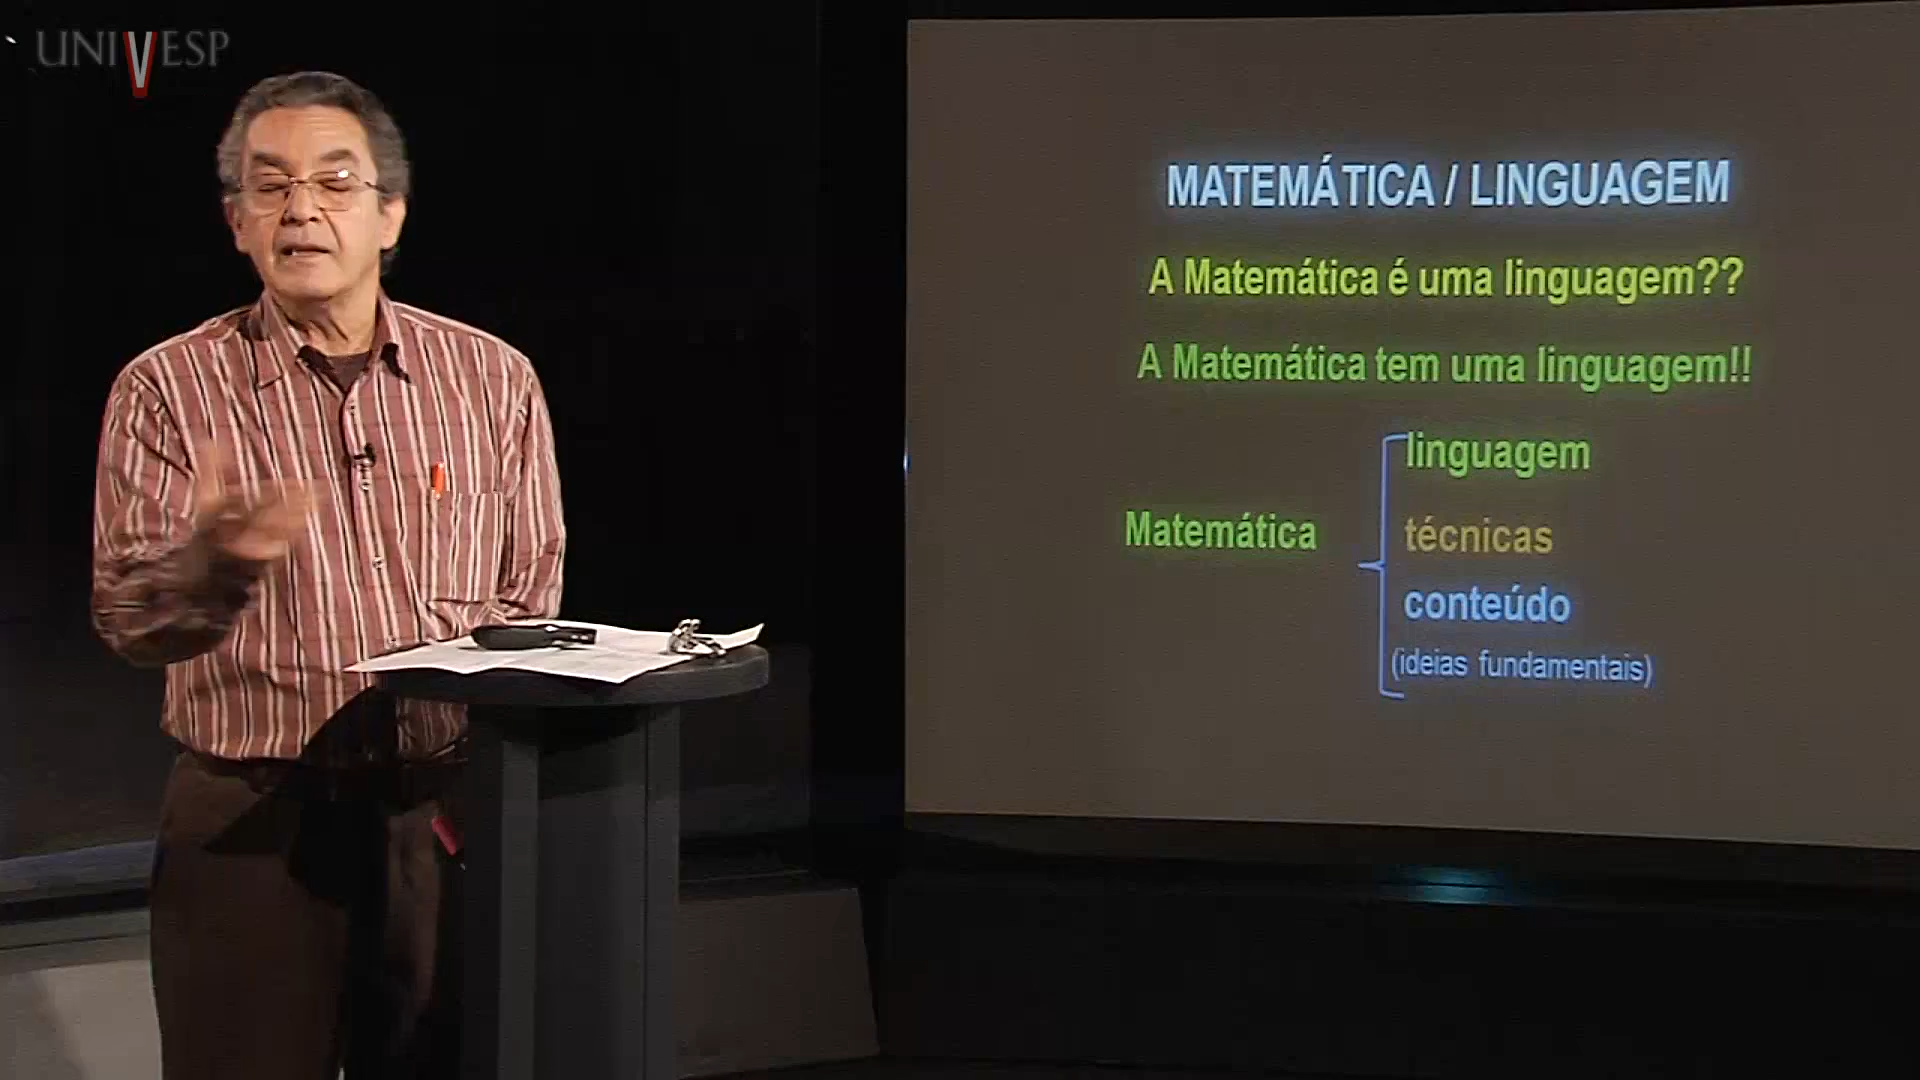 UNIVESP
MATEMÁTICA / LINGUAGEM
A Matemática é uma linguagem??
A Matemática tem uma linguagem!!
linguagem
Matemática
técnicas
conteúdo
(ideias fundamentais)